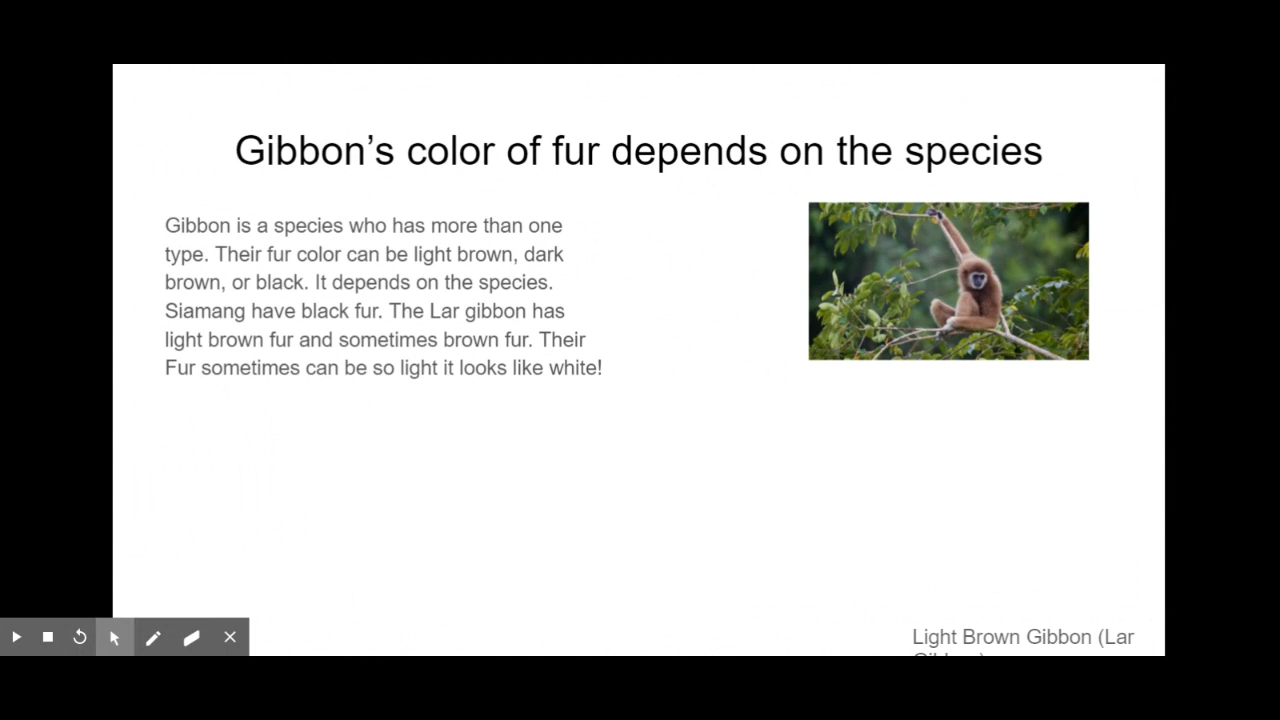 Gibbon’s color of fur depends on the species
Gibbon is a species who has more than one
type. Their fur color can be light brown, dark
brown, or black. It depends on the species.
Siamang have black fur. The Lar gibbon has
light brown fur and sometimes brown fur. Their
Fur sometimes can be so light it looks like white!
Light Brown Gibbon (Lar